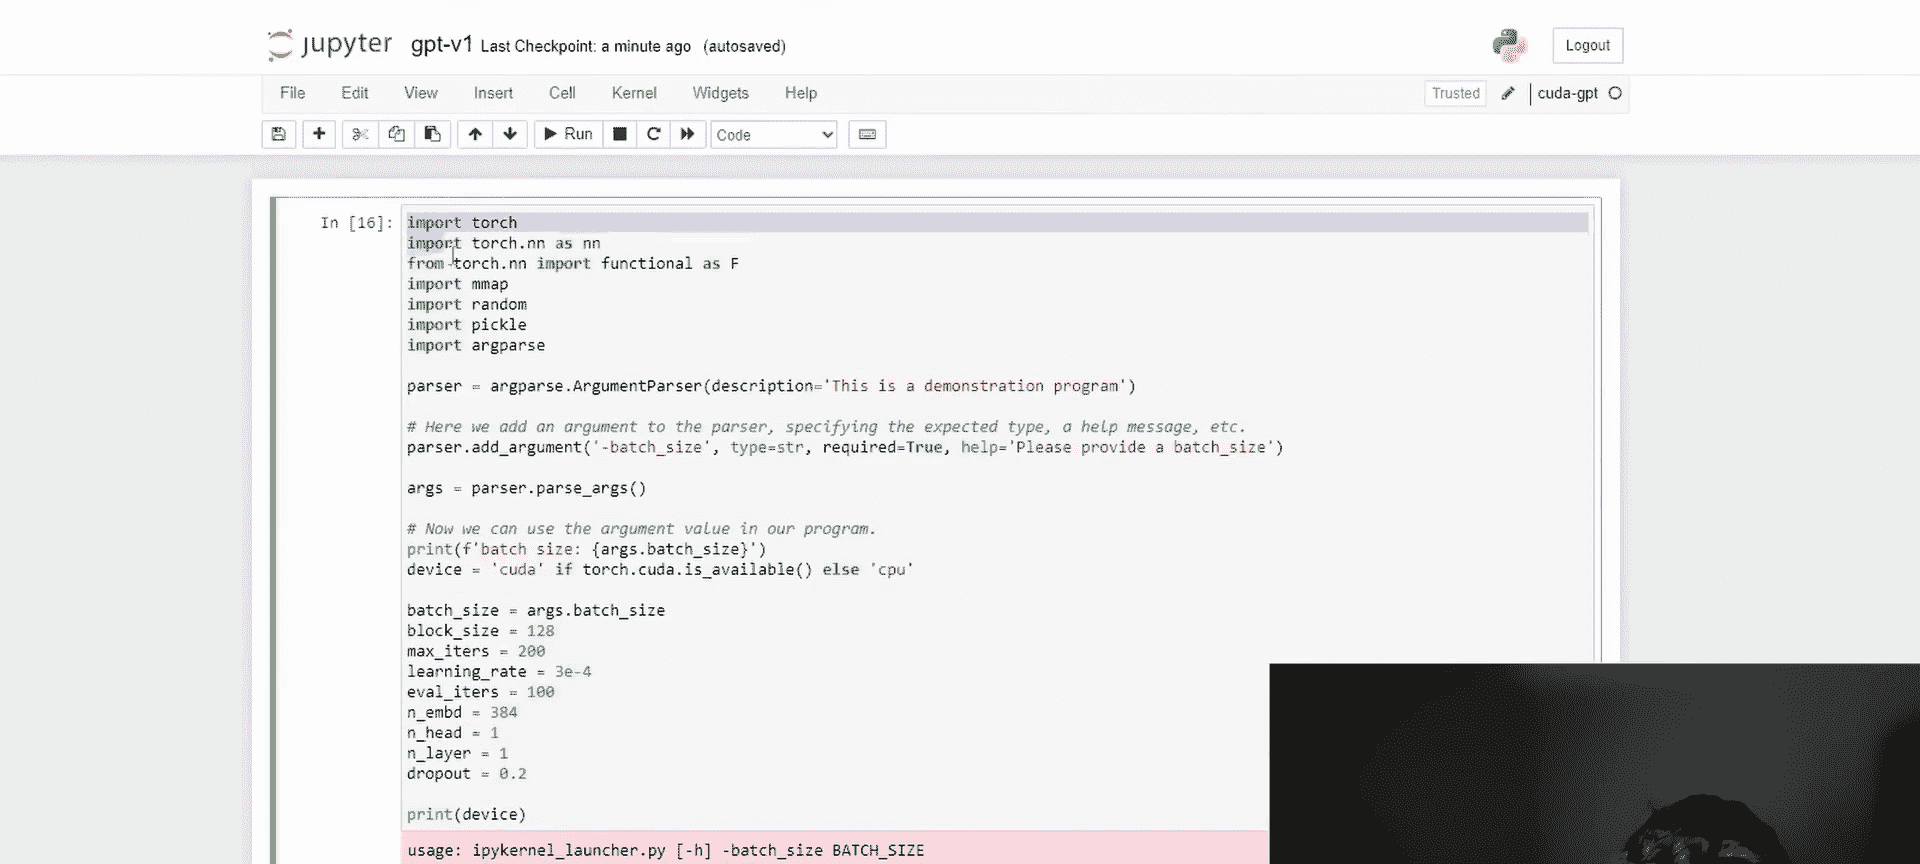 jupyter gpt-v1 Last Checkpoint: a minute ago (autosaved) Logout
File Edit View Insert Cell Kernel Widgets Help Trusted cuda-gpt
Run Code
In [16]:
import torch
import torch.nn as nn
from torch.nn import functional as F
import mmap
import random
import pickle
import argparse
parser = argparse.ArgumentParser(description='This is a demonstration program')
# Here we add an argument to the parser, specifying the expected type, a help message, etc.
parser.add_argument('-batch_size', type=str, required=True, help='Please provide a batch_size')
args = parser.parse_args()
# Now we can use the argument value in our program.
print(f'batch size: {args.batch_size}')
device = 'cuda' if torch.cuda.is_available() else 'cpu'
batch_size = args.batch_size
block_size = 128
max_iters = 200
learning_rate = 3e-4
eval_iters = 100
n_embd = 384
n_head = 1
n_layer = 1
dropout = 0.2
print(device)
usage: ipykernel_launcher.py [-h] -batch_size BATCH_SIZE